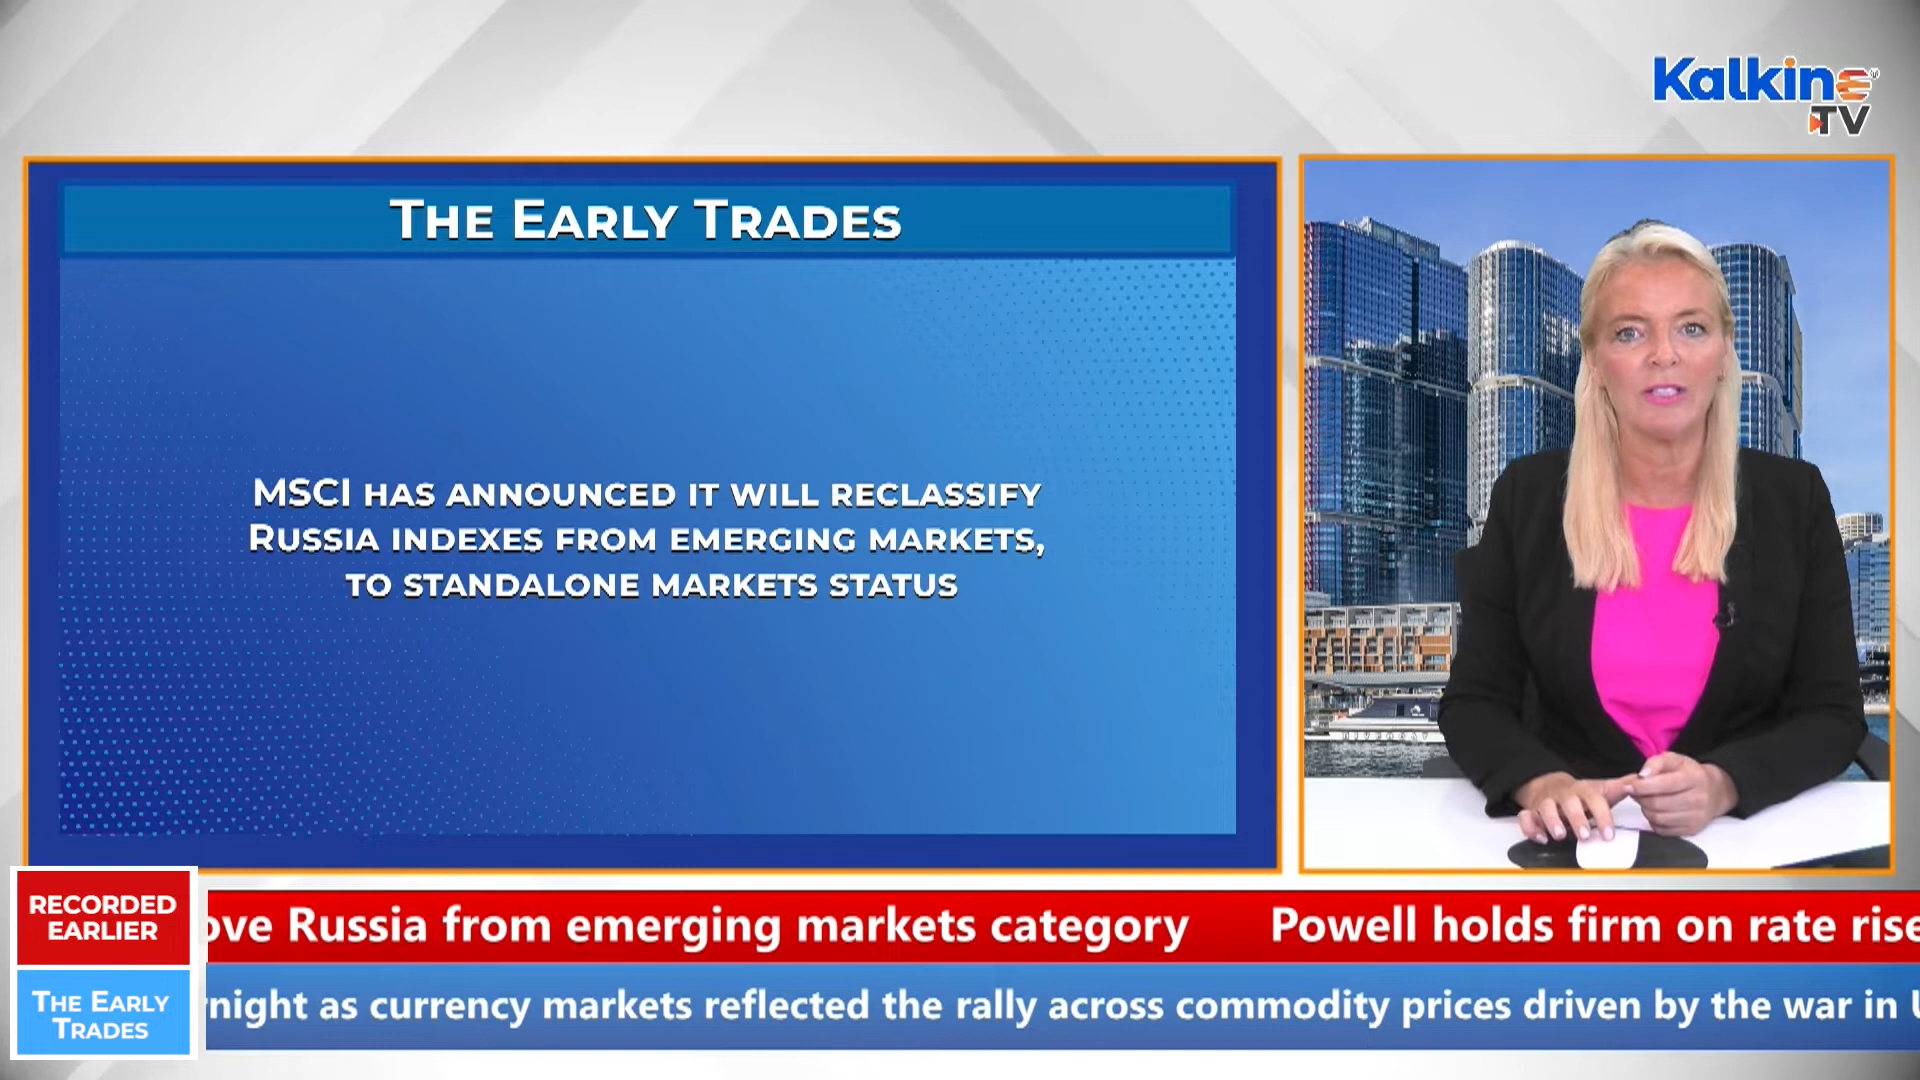 Kalkine
TV
THE EARLY TRADES
MSCI HAS ANNOUNCED IT WILL RECLASSIFY
RUSSIA INDEXES FROM EMERGING MARKETS,
TO STANDALONE MARKETS STATUS
RECORDED
EARLIER
Russia from emerging markets category Powell holds firm on rate rise
THE EARLY
TRADES
as currency markets reflected the rally across commodity prices driven by the war in